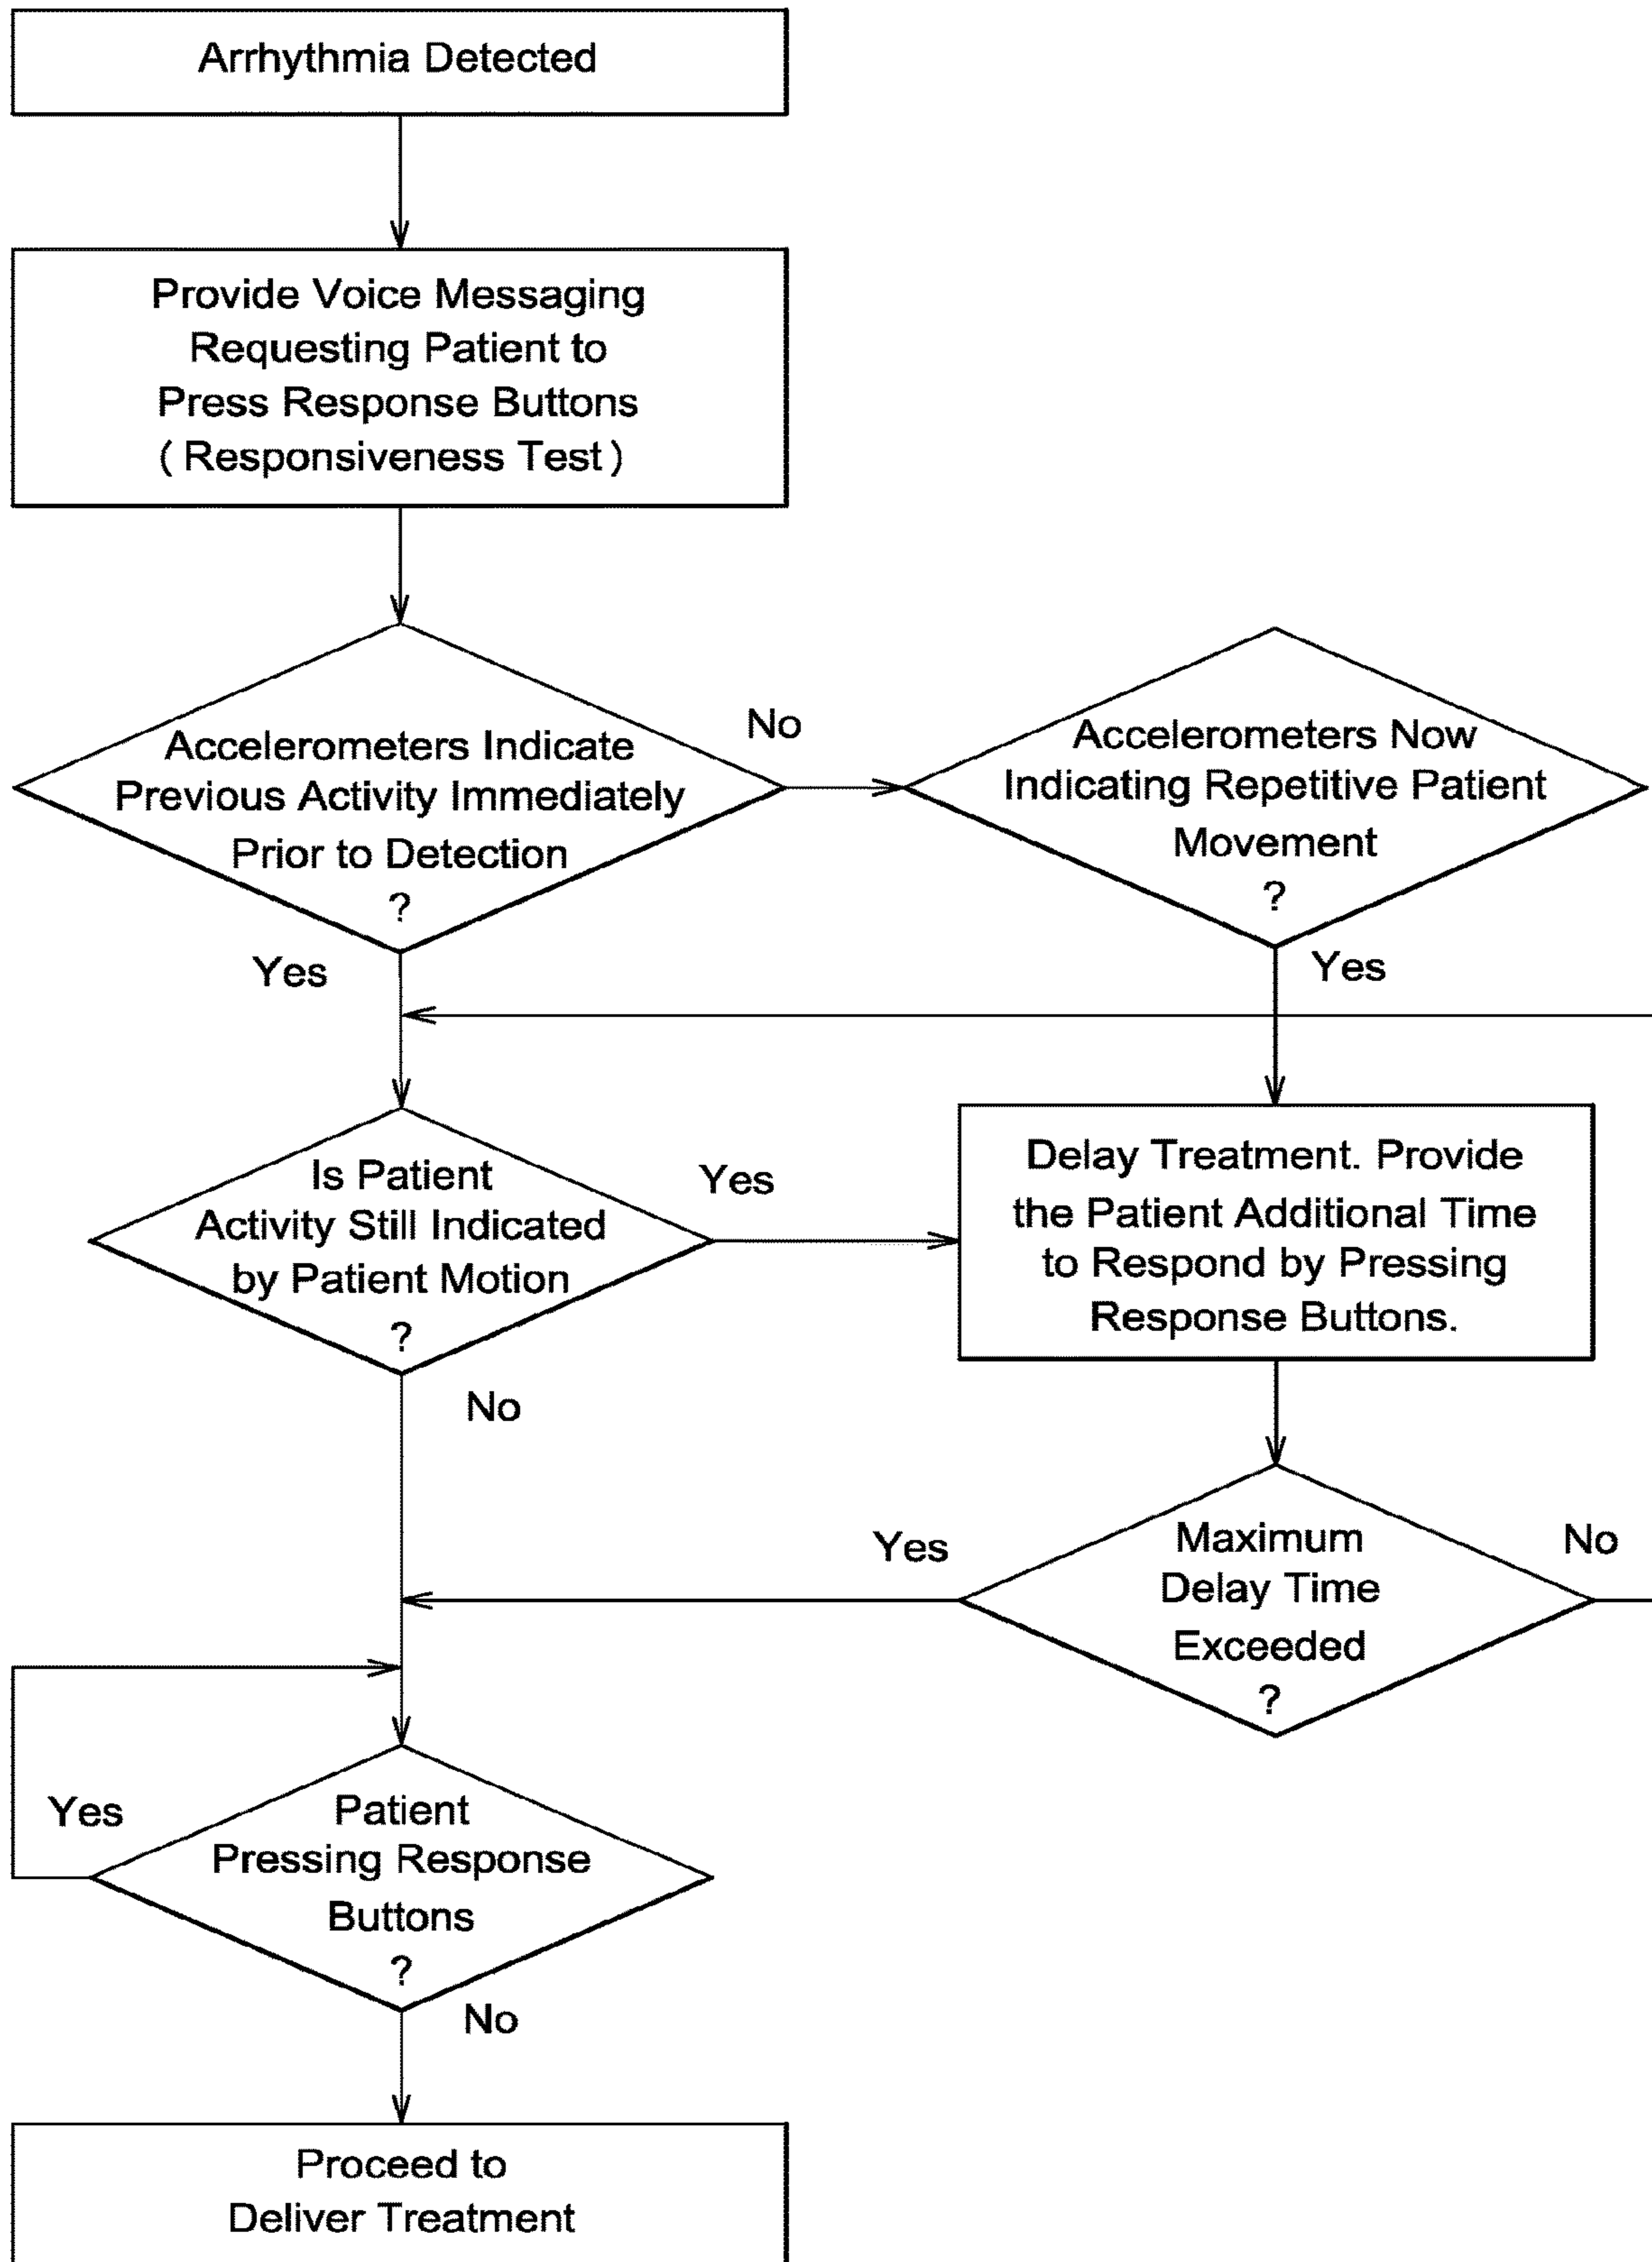 Arrhythmia Detected
Provide Voice Messaging
Requesting Patient to
Press Response Buttons
(Responsiveness Test)
Accelerometers Indicate
Previous Activity Immediately
Prior to Detection
?
No
Accelerometers Now
Indicating Repetitive Patient
Movement
?
Yes
Yes
Is Patient
Activity Still Indicated
by Patient Motion
?
Yes
No
Delay Treatment. Provide
the Patient Additional Time
to Respond by Pressing
Response Buttons.
Maximum
Delay Time
Exceeded
?
Yes
No
Patient
Pressing Response
Buttons
?
Yes
No
Proceed to
Deliver Treatment